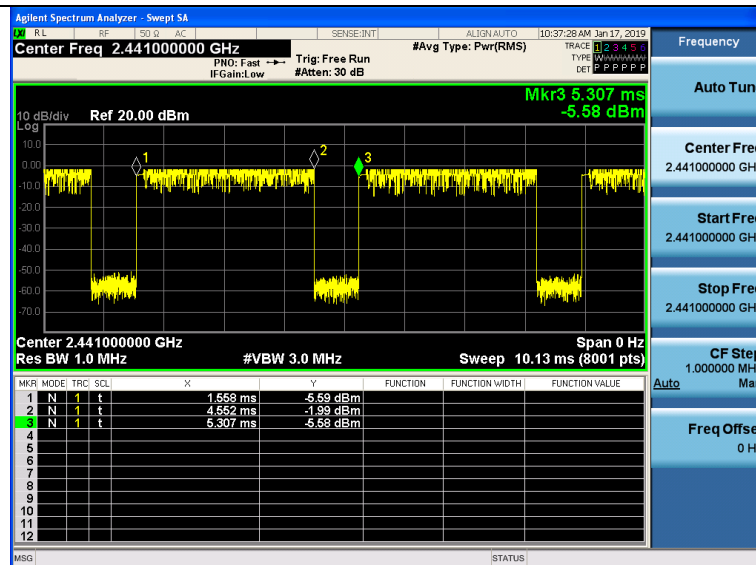 Agilent Spectrum Analyzer - Swept SA
LXI RL RF 50 Ω AC SENSE:INT ALIGN AUTO 10:37:28 AM Jan 17, 2019
Center Freq 2.441000000 GHz #Avg Type: Pwr(RMS) TRACE 1 2 3 4 5 6
PNO: Fast Trig: Free Run TYPE WWWWWW
IFGain:Low #Atten: 30 dB DET P P P P P P
Mkr3 5.307 ms
-5.58 dBm
10 dB/div Ref 20.00 dBm
Log
10.0
0.00
-10.0
-20.0
-30.0
-40.0
-50.0
-60.0
-70.0
1
2
3
Center 2.441000000 GHz Span 0 Hz
Res BW 1.0 MHz #VBW 3.0 MHz Sweep 10.13 ms (8001 pts)
MKR MODE TRC SCL X Y FUNCTION FUNCTION WIDTH FUNCTION VALUE
1 N 1 t 1.558 ms -5.59 dBm
2 N 1 t 4.552 ms -1.99 dBm
3 N 1 t 5.307 ms -5.58 dBm
4
5
6
7
8
9
10
11
12
MSG STATUS
Frequency
Auto Tun
Center Fre
2.441000000 GH
Start Fre
2.441000000 GH
Stop Fre
2.441000000 GH
CF Step
1.000000 MH
Auto Ma
Freq Offse
0 H